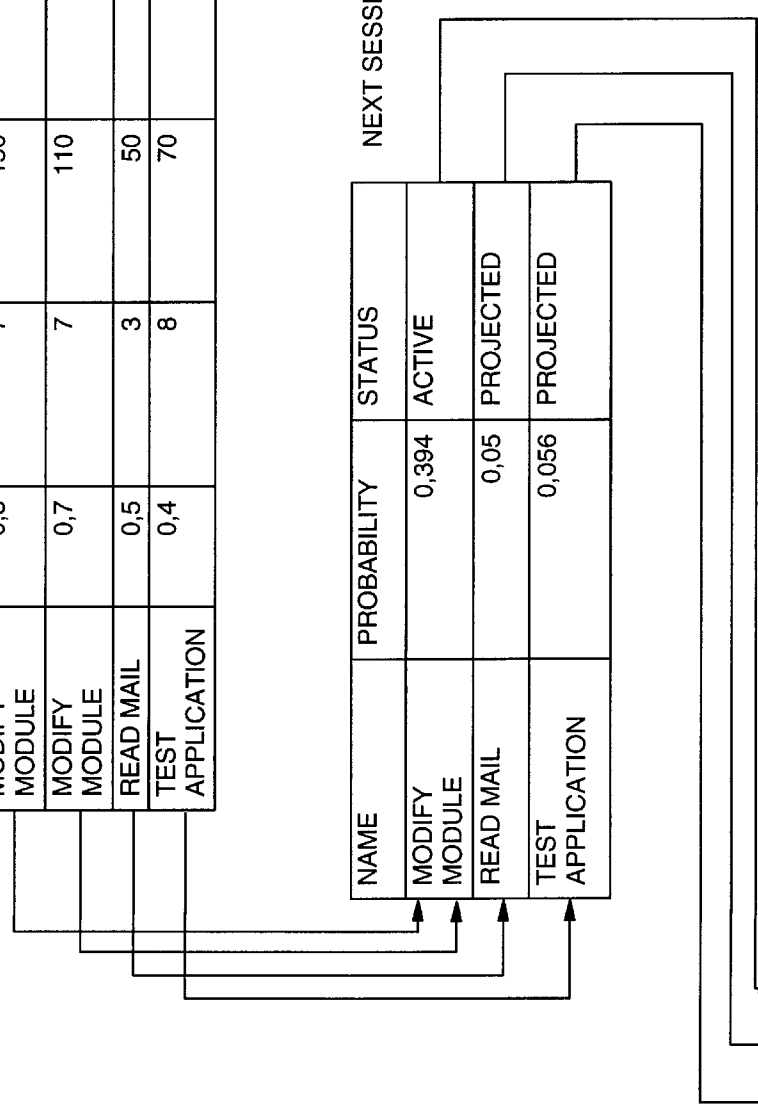 MODIFY
MODULE
MODIFY 0,7 7 110
MODULE
READ MAIL 0,5 3 50
TEST 0,4 8 70
APPLICATION
NEXT SESSI
NAME PROBABILITY STATUS
MODIFY 0,394 ACTIVE
MODULE
READ MAIL 0,05 PROJECTED
TEST 0,056 PROJECTED
APPLICATION